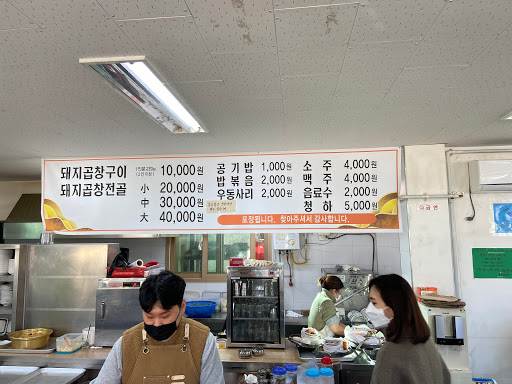 돼지곱창구이 10,000원
돼지곱창전골 小 20,000원
中 30,000원
大 40,000원
공기밥 1,000원
밥볶음 2,000원
우동사리 2,000원
소주 4,000원
맥주 4,000원
음료수 2,000원
청하 5,000원
포장됩니다. 찾아주셔서 감사합니다.
금연